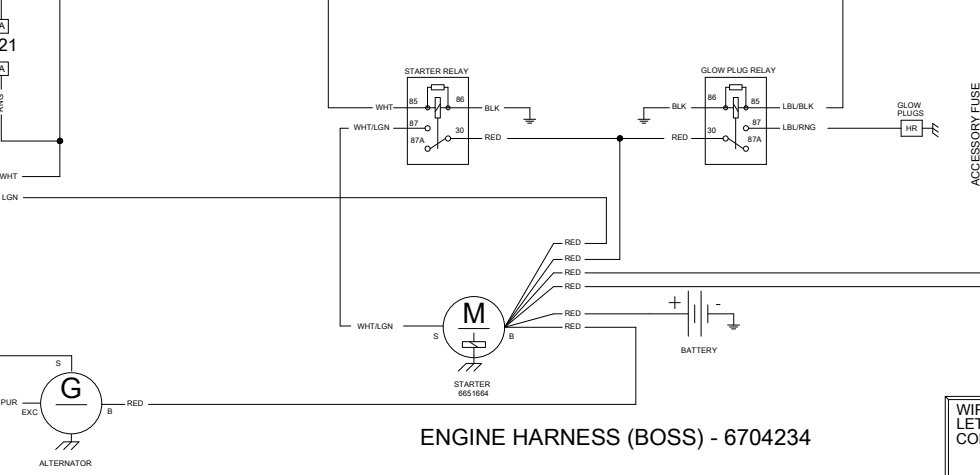 A
21
A
RNG
WHT
LGN
STARTER RELAY
WHT
85
86
BLK
WHT/LGN
87
30
RED
87A
GLOW PLUG RELAY
BLK
86
85
LBL/BLK
RED
30
87
LBL/RNG
87A
GLOW
PLUGS
HR
ACCESSORY FUSE
RED
RED
RED
RED
RED
RED
+
-
BATTERY
WHT/LGN
S
M
B
STARTER
6651664
S
G
PUR
EXC
B
RED
ALTERNATOR
ENGINE HARNESS (BOSS) - 6704234
LET